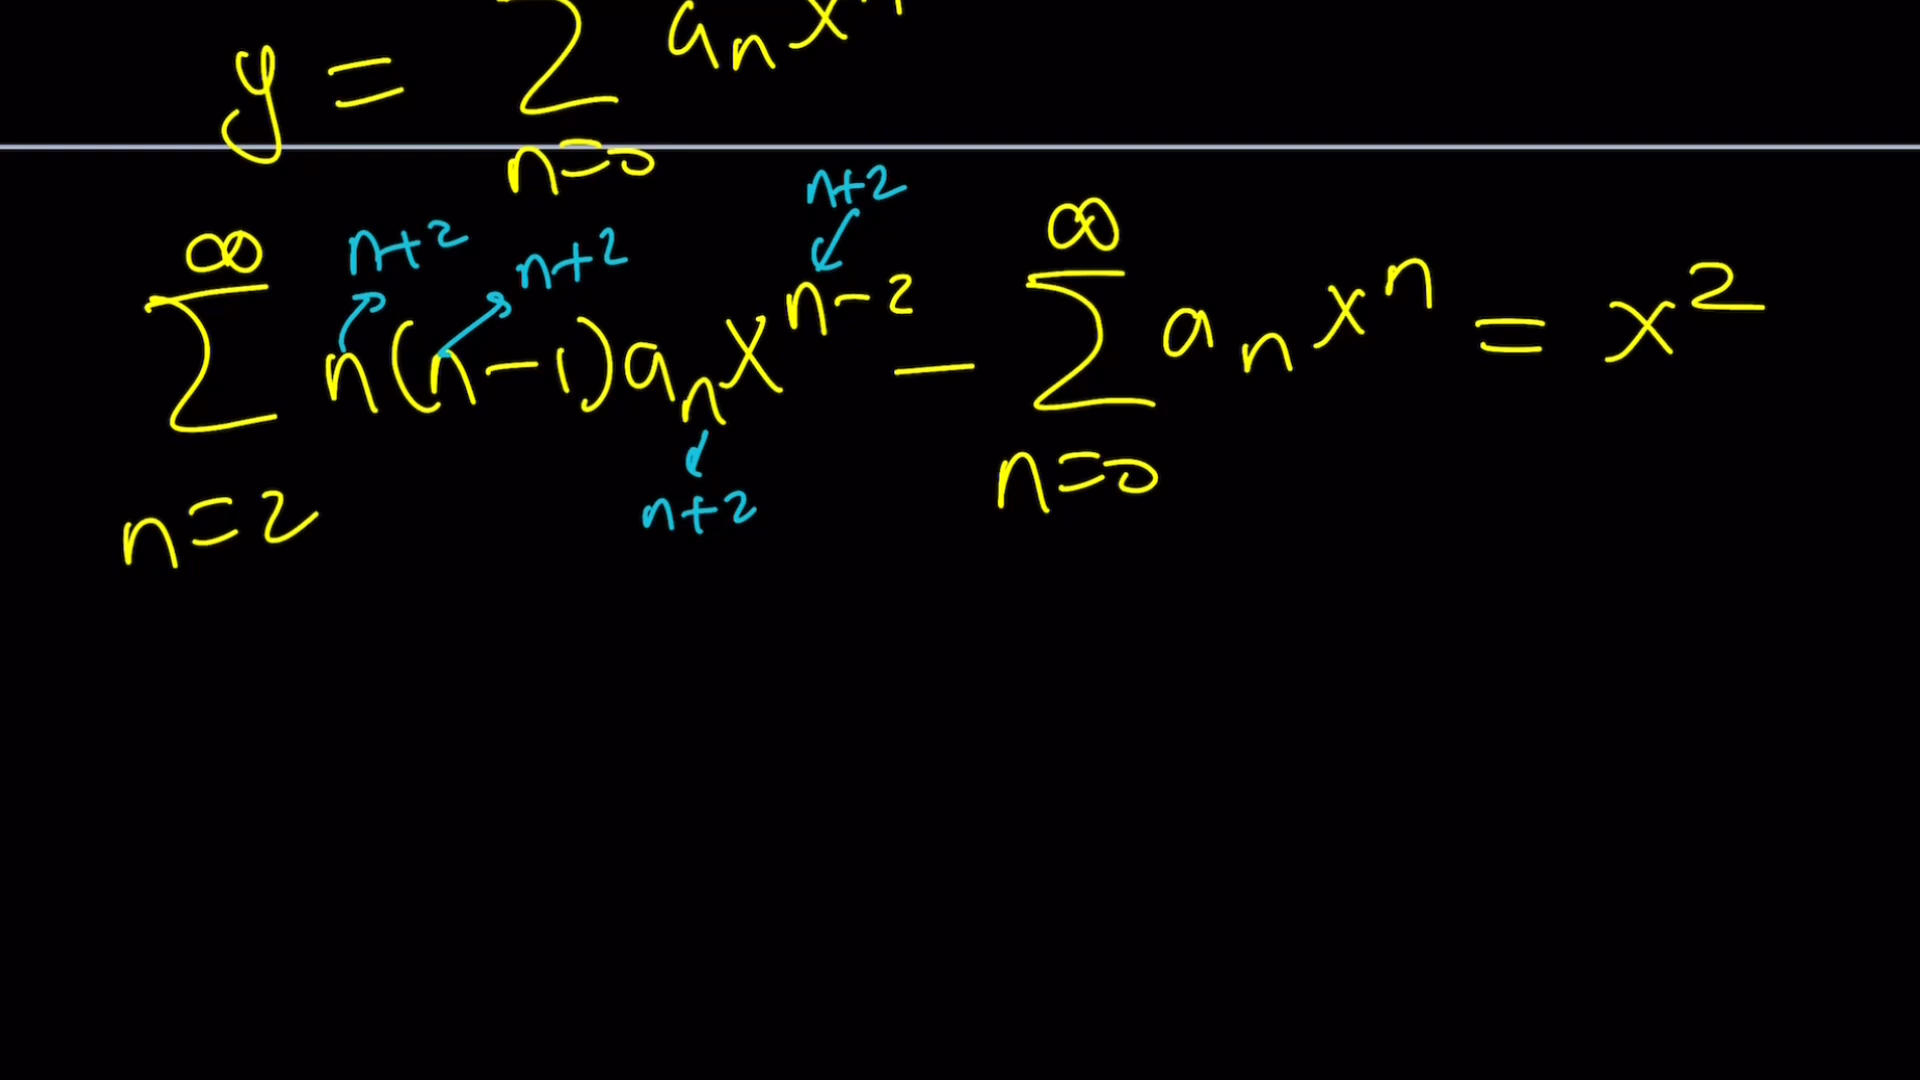 y = ∑ aₙxⁿ
n=0
n+2 n+2 n+2
∞ ∞
∑ n(n-1)aₙxⁿ⁻² - ∑ aₙxⁿ = x²
n=2 n+2 n=0